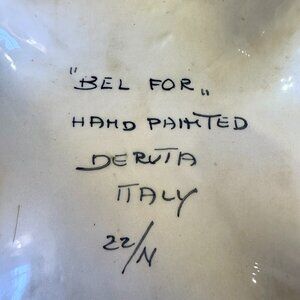 "BEL FOR„
HAND PAINTED
DERUTA
ITALY
22/N